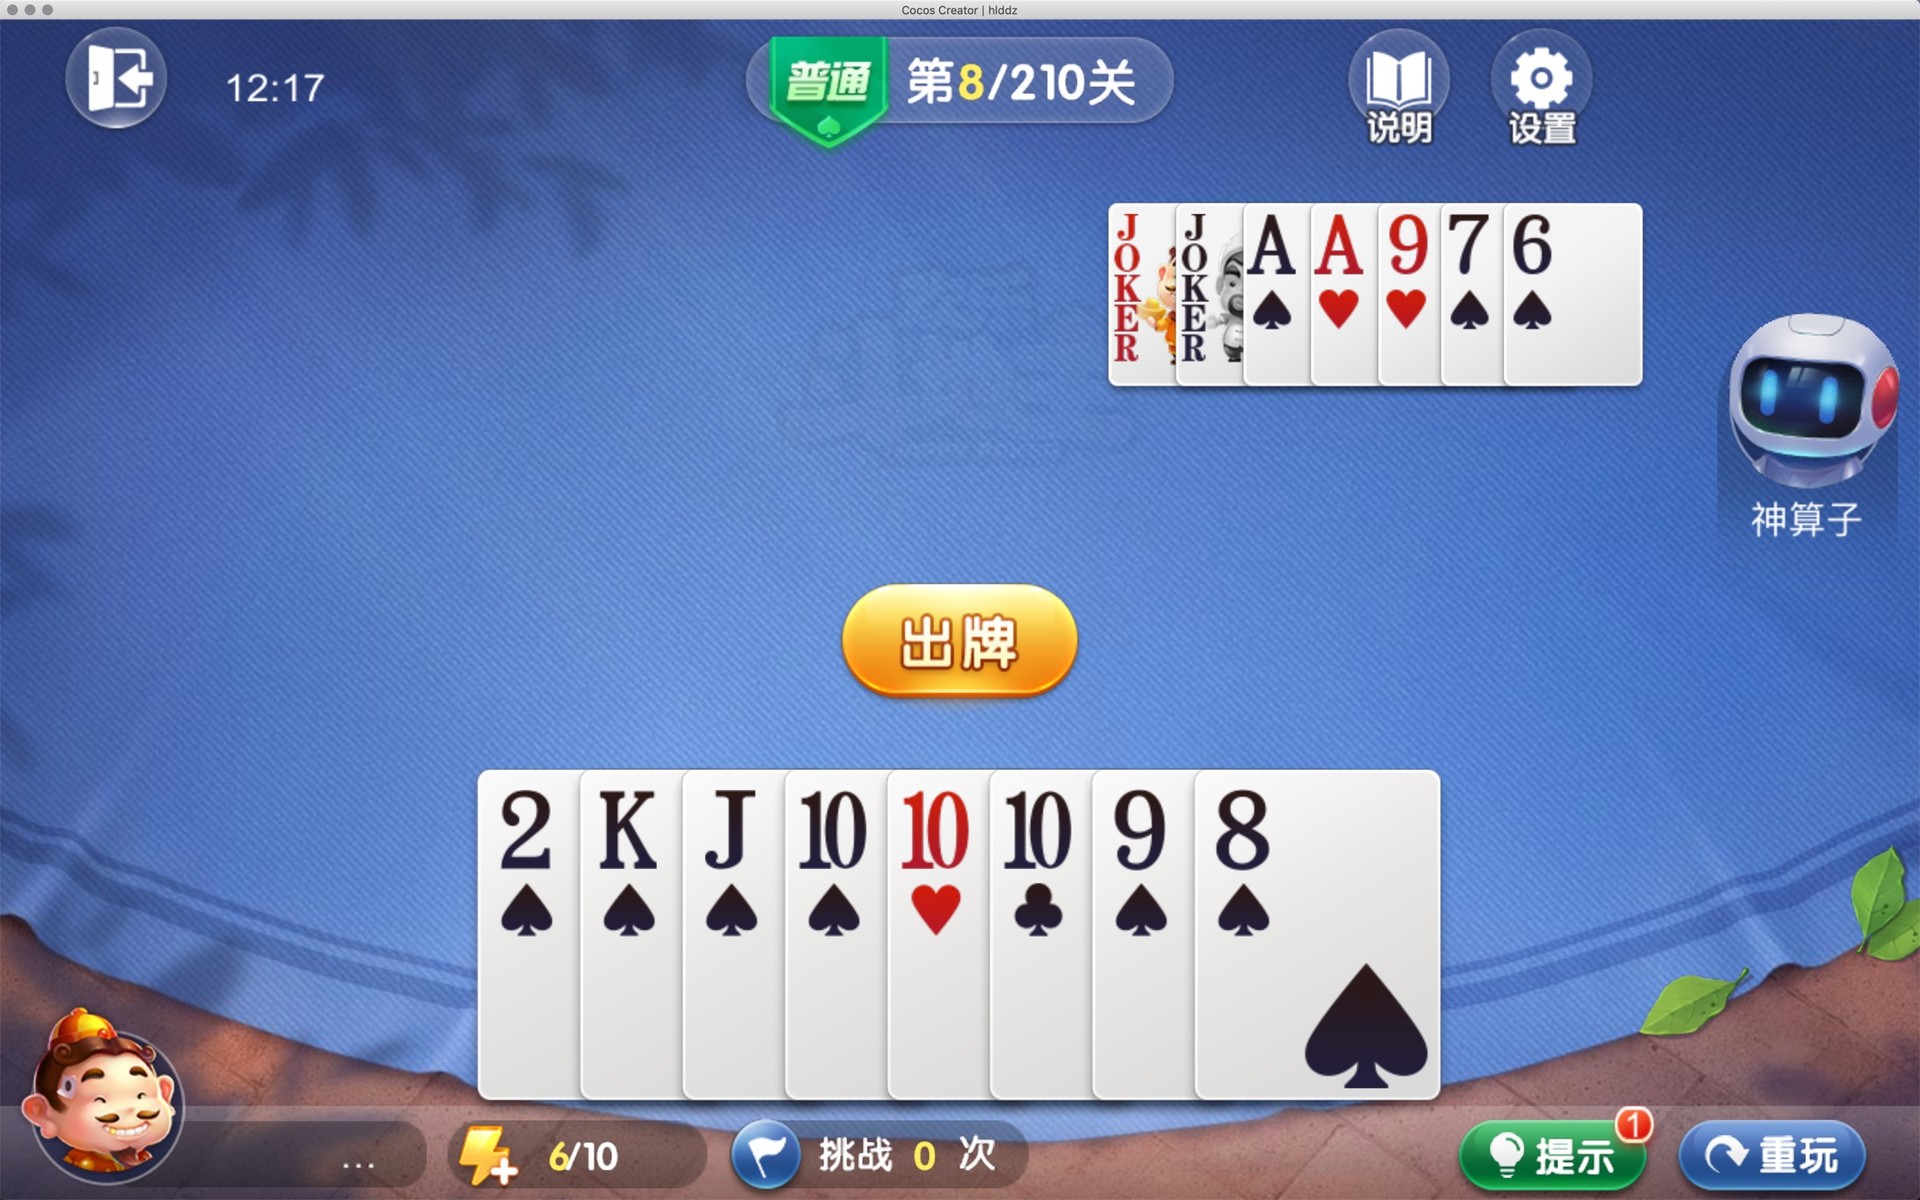 Cocos Creator | hlddz
12:17
普通
第8/210关
说明
设置
JOKER JOKER A A 9 7 6
神算子
出牌
2 K J 10 10 10 9 8
...
6/10
挑战 0 次
提示
1
重玩